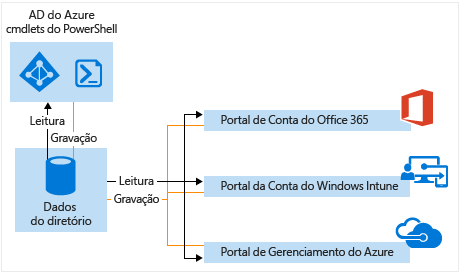 AD do Azure
cmdlets do PowerShell
Leitura
Gravação
Portal de Conta do Office 365
Leitura
Portal da Conta do Windows Intune
Gravação
Dados
do diretório
Portal de Gerenciamento do Azure